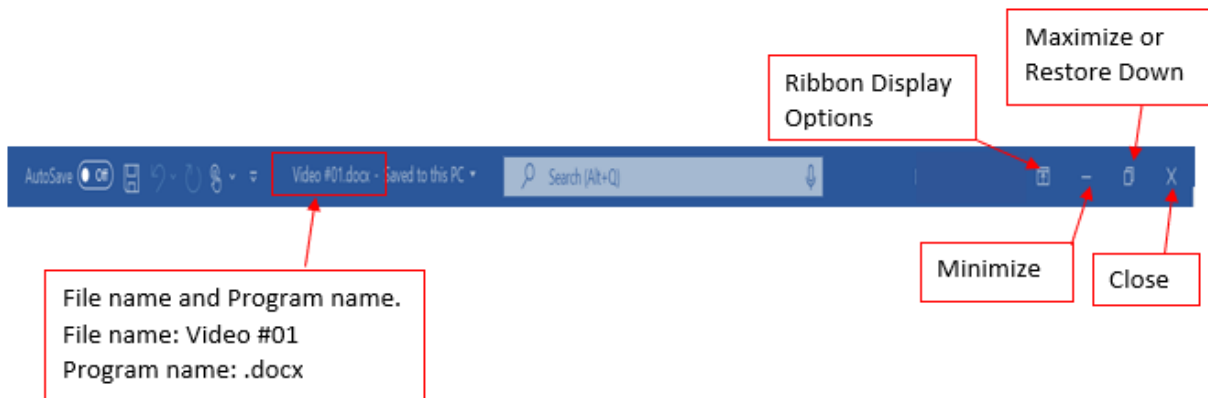 Maximize or
Restore Down
Ribbon Display
Options
AutoSave Off Video #01.docx - Saved to this PC Search (Alt+Q)
Minimize
Close
File name and Program name.
File name: Video #01
Program name: .docx